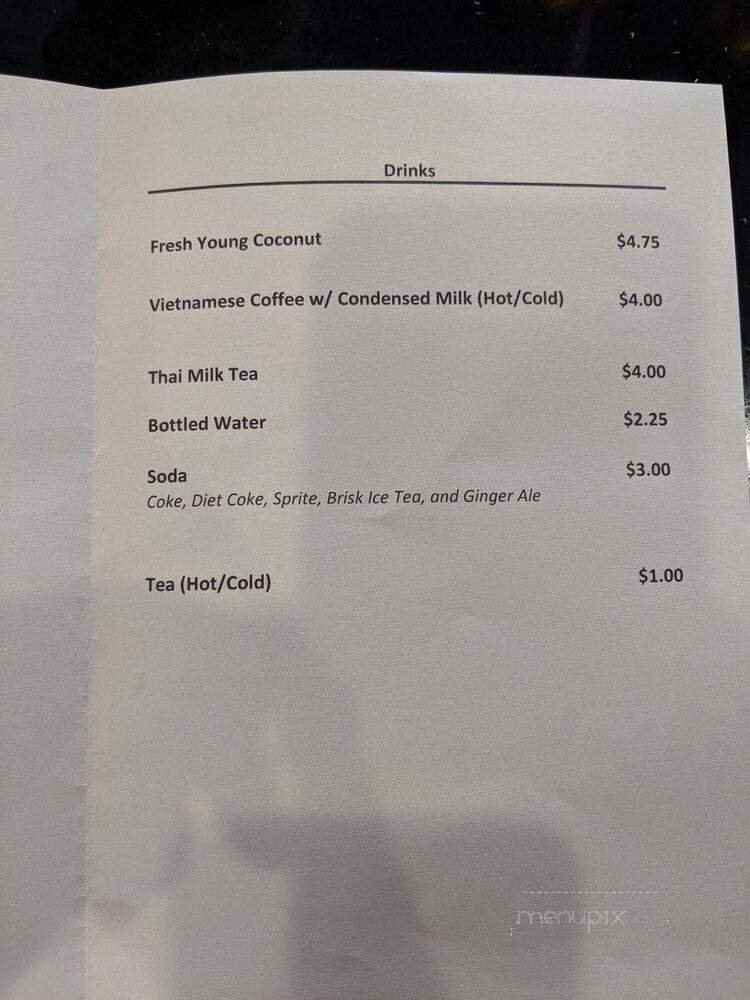 Drinks
Fresh Young Coconut $4.75
Vietnamese Coffee w/ Condensed Milk (Hot/Cold) $4.00
Thai Milk Tea $4.00
Bottled Water $2.25
Soda $3.00
Coke, Diet Coke, Sprite, Brisk Ice Tea, and Ginger Ale
Tea (Hot/Cold) $1.00
menupix